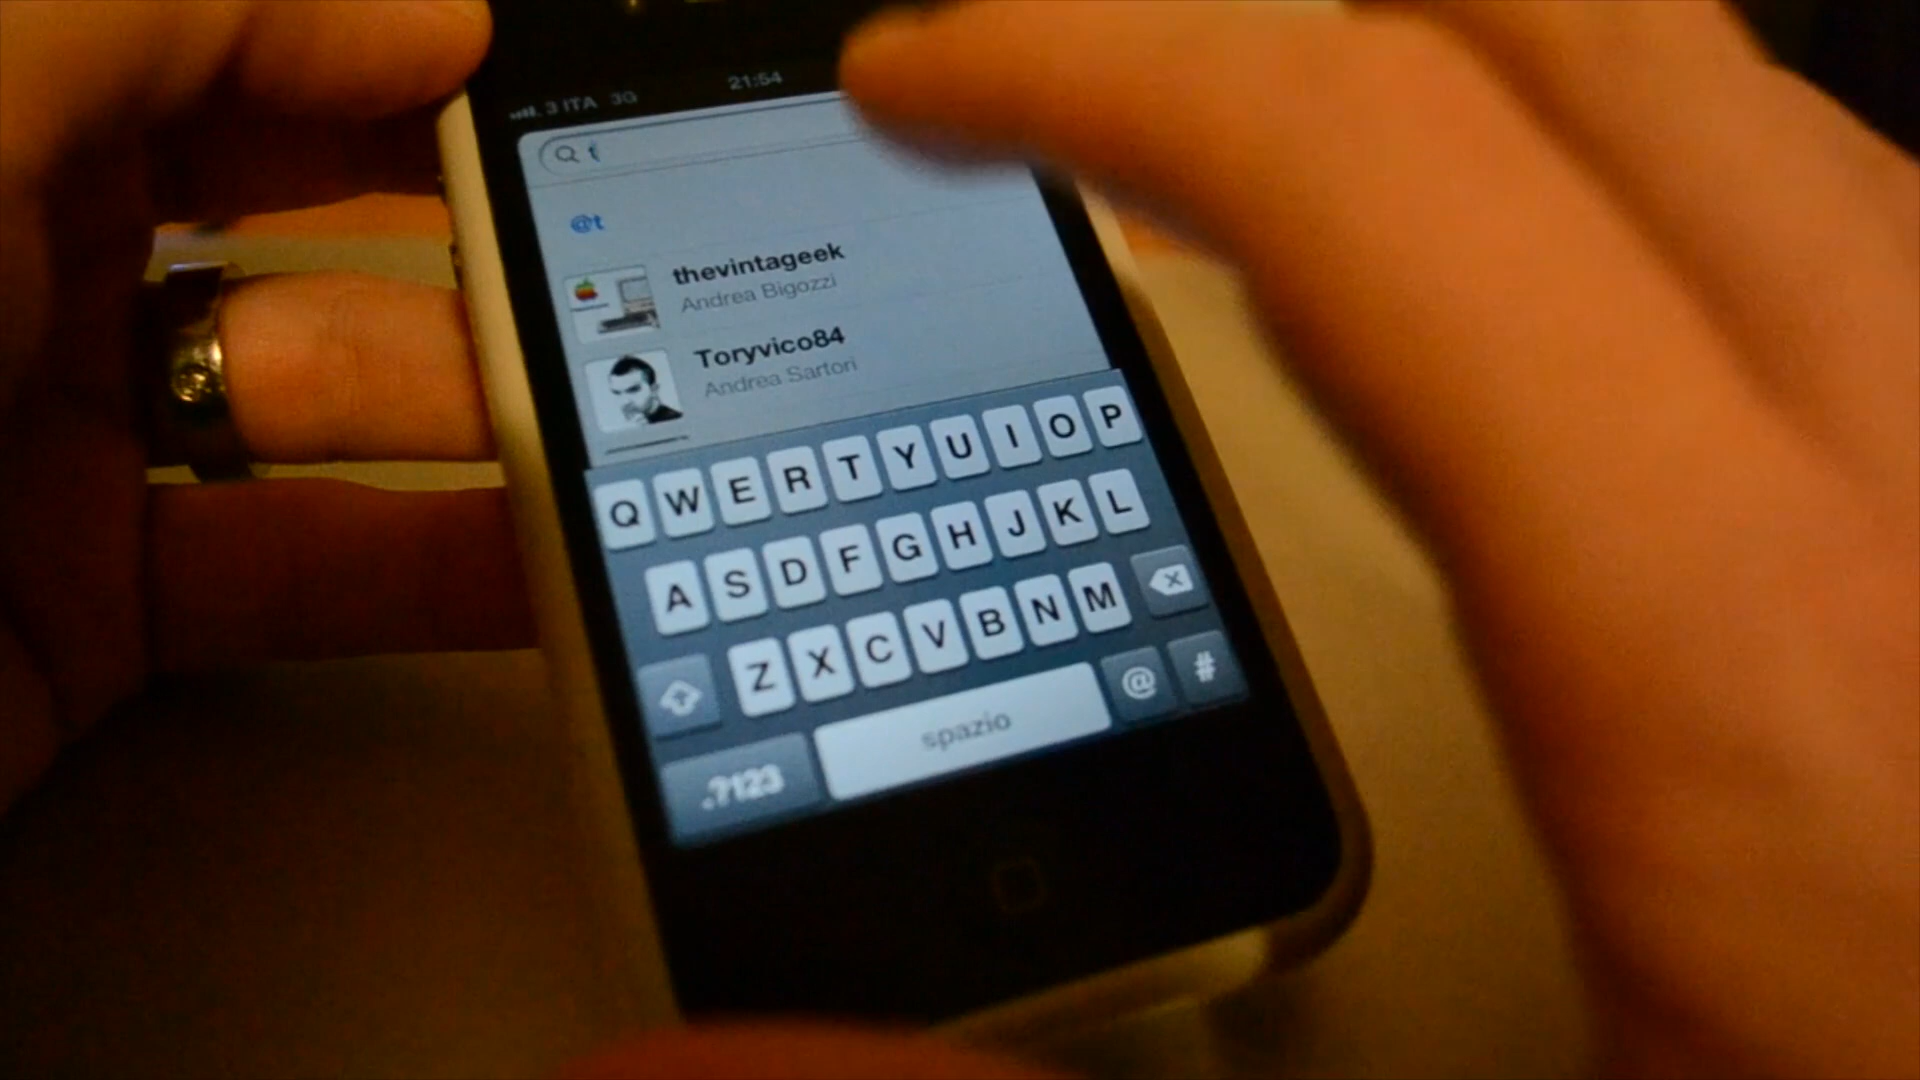 3 ITA 3G 21:54
t
@t
thevintageek
Andrea Bigozzi
Toryvico84
Andrea Sartori
Q W E R T Y U I O P
A S D F G H J K L
Z X C V B N M
.?123 spazio @ #